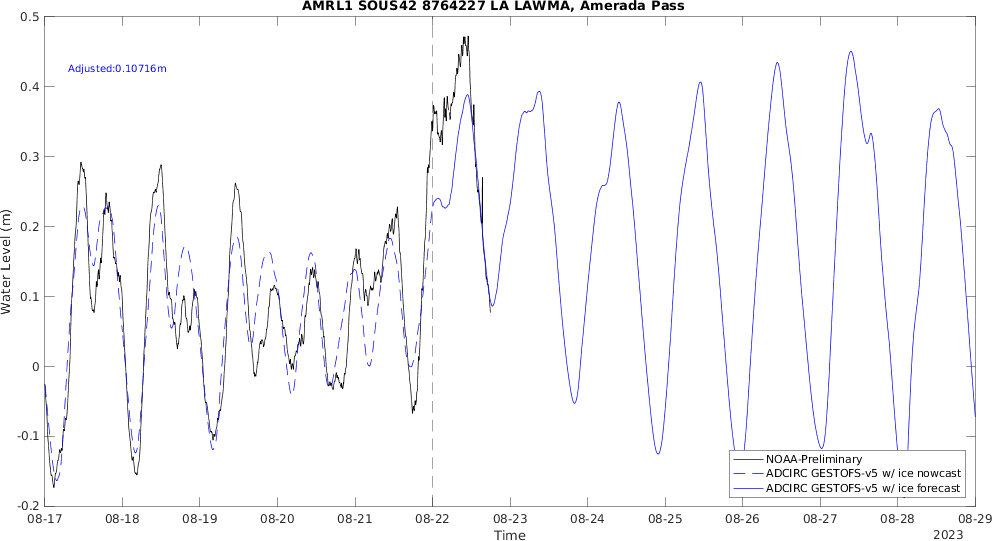 AMRL1 SOUS42 8764227 LA LAWMA, Amerada Pass
Adjusted:0.10716m
Water Level (m)
0.5
0.4
0.3
0.2
0.1
0
-0.1
-0.2
NOAA-Preliminary
ADCIRC GESTOFS-v5 w/ ice nowcast
ADCIRC GESTOFS-v5 w/ ice forecast
08-17 08-18 08-19 08-20 08-21 08-22 08-23 08-24 08-25 08-26 08-27 08-28 08-29
Time
2023